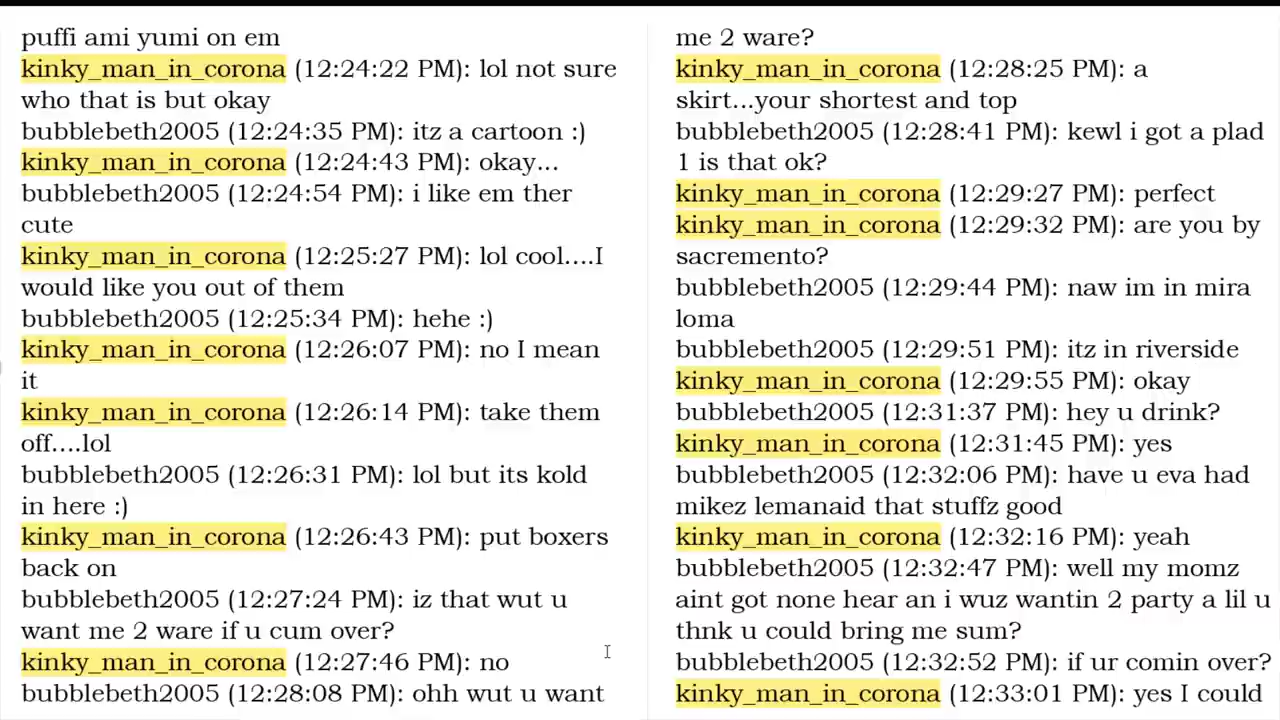 puffi ami yumi on em
kinky_man_in_corona (12:24:22 PM): lol not sure
who that is but okay
bubblebeth2005 (12:24:35 PM): itz a cartoon :)
kinky_man_in_corona (12:24:43 PM): okay...
bubblebeth2005 (12:24:54 PM): i like em ther
cute
kinky_man_in_corona (12:25:27 PM): lol cool....I
would like you out of them
bubblebeth2005 (12:25:34 PM): hehe :)
kinky_man_in_corona (12:26:07 PM): no I mean
it
kinky_man_in_corona (12:26:14 PM): take them
off....lol
bubblebeth2005 (12:26:31 PM): lol but its kold
in here :)
kinky_man_in_corona (12:26:43 PM): put boxers
back on
bubblebeth2005 (12:27:24 PM): iz that wut u
want me 2 ware if u cum over?
kinky_man_in_corona (12:27:46 PM): no
bubblebeth2005 (12:28:08 PM): ohh wut u want
me 2 ware?
kinky_man_in_corona (12:28:25 PM): a
skirt...your shortest and top
bubblebeth2005 (12:28:41 PM): kewl i got a plad
1 is that ok?
kinky_man_in_corona (12:29:27 PM): perfect
kinky_man_in_corona (12:29:32 PM): are you by
sacremento?
bubblebeth2005 (12:29:44 PM): naw im in mira
loma
bubblebeth2005 (12:29:51 PM): itz in riverside
kinky_man_in_corona (12:29:55 PM): okay
bubblebeth2005 (12:31:37 PM): hey u drink?
kinky_man_in_corona (12:31:45 PM): yes
bubblebeth2005 (12:32:06 PM): have u eva had
mikez lemanaid that stuffz good
kinky_man_in_corona (12:32:16 PM): yeah
bubblebeth2005 (12:32:47 PM): well my momz
aint got none hear an i wuz wantin 2 party a lil u
thnk u could bring me sum?
bubblebeth2005 (12:32:52 PM): if ur comin over?
kinky_man_in_corona (12:33:01 PM): yes I could